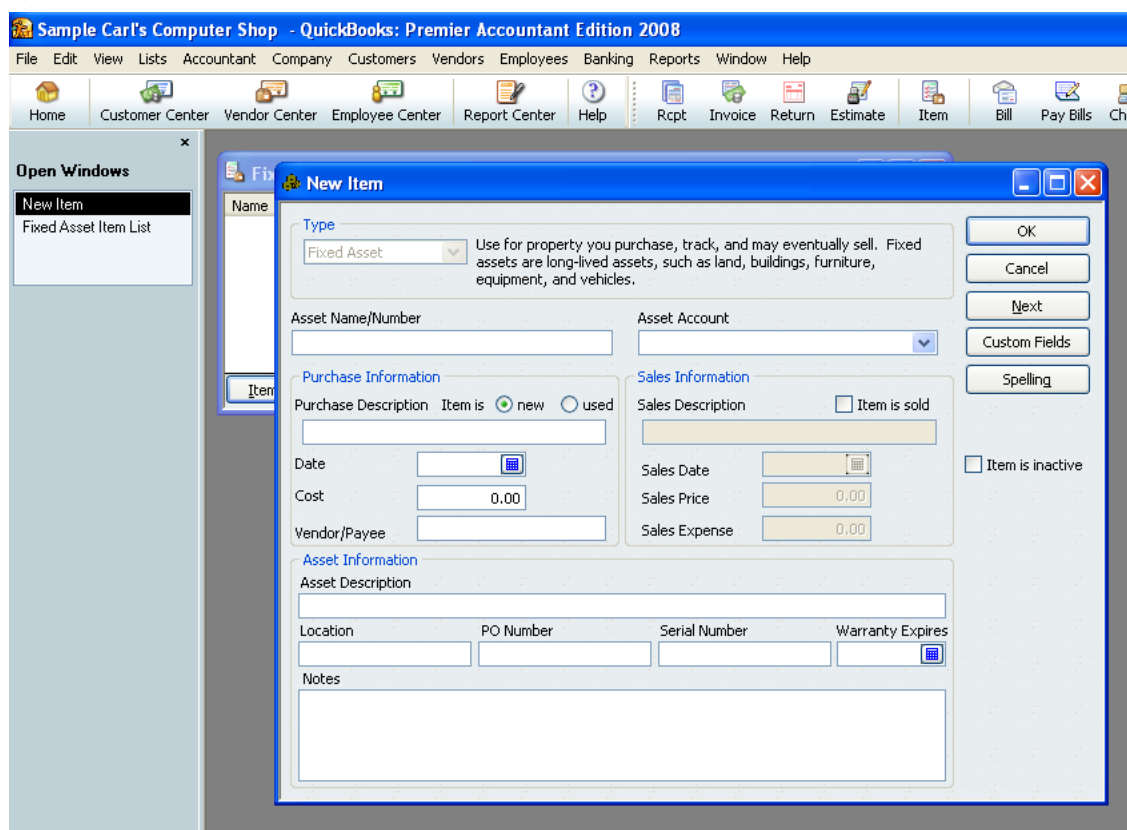 Sample Carl's Computer Shop - QuickBooks: Premier Accountant Edition 2008
File Edit View Lists Accountant Company Customers Vendors Employees Banking Reports Window Help
Home Customer Center Vendor Center Employee Center Report Center Help Rcpt Invoice Return Estimate Item Bill Pay Bills
Open Windows
New Item
Fixed Asset Item List
Name
Item
New Item
Type
Fixed Asset
Use for property you purchase, track, and may eventually sell. Fixed
assets are long-lived assets, such as land, buildings, furniture,
equipment, and vehicles.
OK
Cancel
Next
Custom Fields
Spelling
Item is inactive
Asset Name/Number
Asset Account
Purchase Information
Purchase Description Item is new used
Date
Cost 0.00
Vendor/Payee
Sales Information
Sales Description Item is sold
Sales Date
Sales Price 0.00
Sales Expense 0.00
Asset Information
Asset Description
Location PO Number Serial Number Warranty Expires
Notes